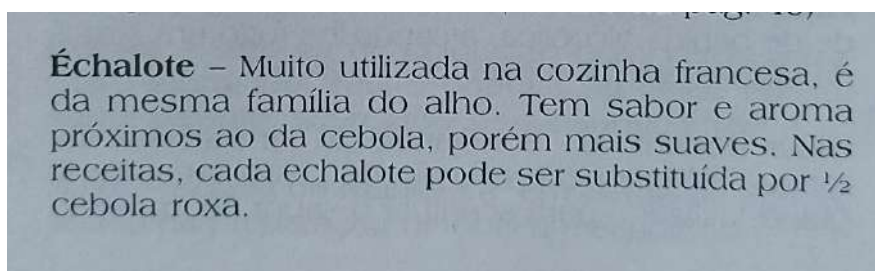 Échalote – Muito utilizada na cozinha francesa, é
da mesma família do alho. Tem sabor e aroma
próximos ao da cebola, porém mais suaves. Nas
receitas, cada echalote pode ser substituída por ½
cebola roxa.